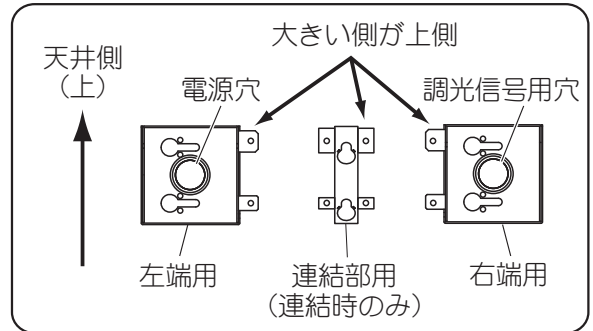 大きい側が上側
天井側
（上）
電源穴
調光信号用穴
左端用
連結部用
（連結時のみ）
右端用